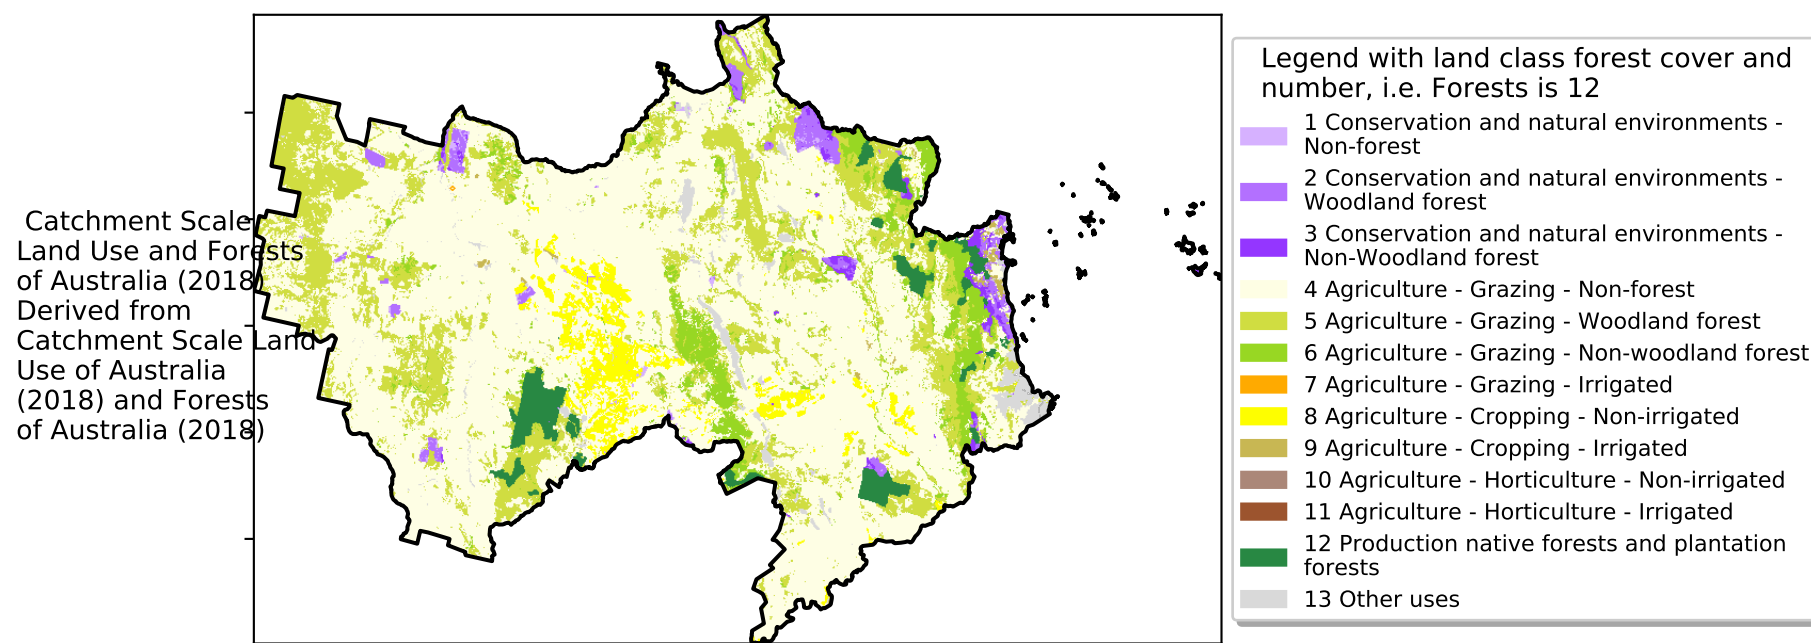 Catchment Scale
Land Use and Forests
of Australia (2018)
Derived from
Catchment Scale Land
Use of Australia
(2018) and Forests
of Australia (2018)
Legend with land class forest cover and
number, i.e. Forests is 12
1 Conservation and natural environments -
Non-forest
2 Conservation and natural environments -
Woodland forest
3 Conservation and natural environments -
Non-Woodland forest
4 Agriculture - Grazing - Non-forest
5 Agriculture - Grazing - Woodland forest
6 Agriculture - Grazing - Non-woodland forest
7 Agriculture - Grazing - Irrigated
8 Agriculture - Cropping - Non-irrigated
9 Agriculture - Cropping - Irrigated
10 Agriculture - Horticulture - Non-irrigated
11 Agriculture - Horticulture - Irrigated
12 Production native forests and plantation
forests
13 Other uses